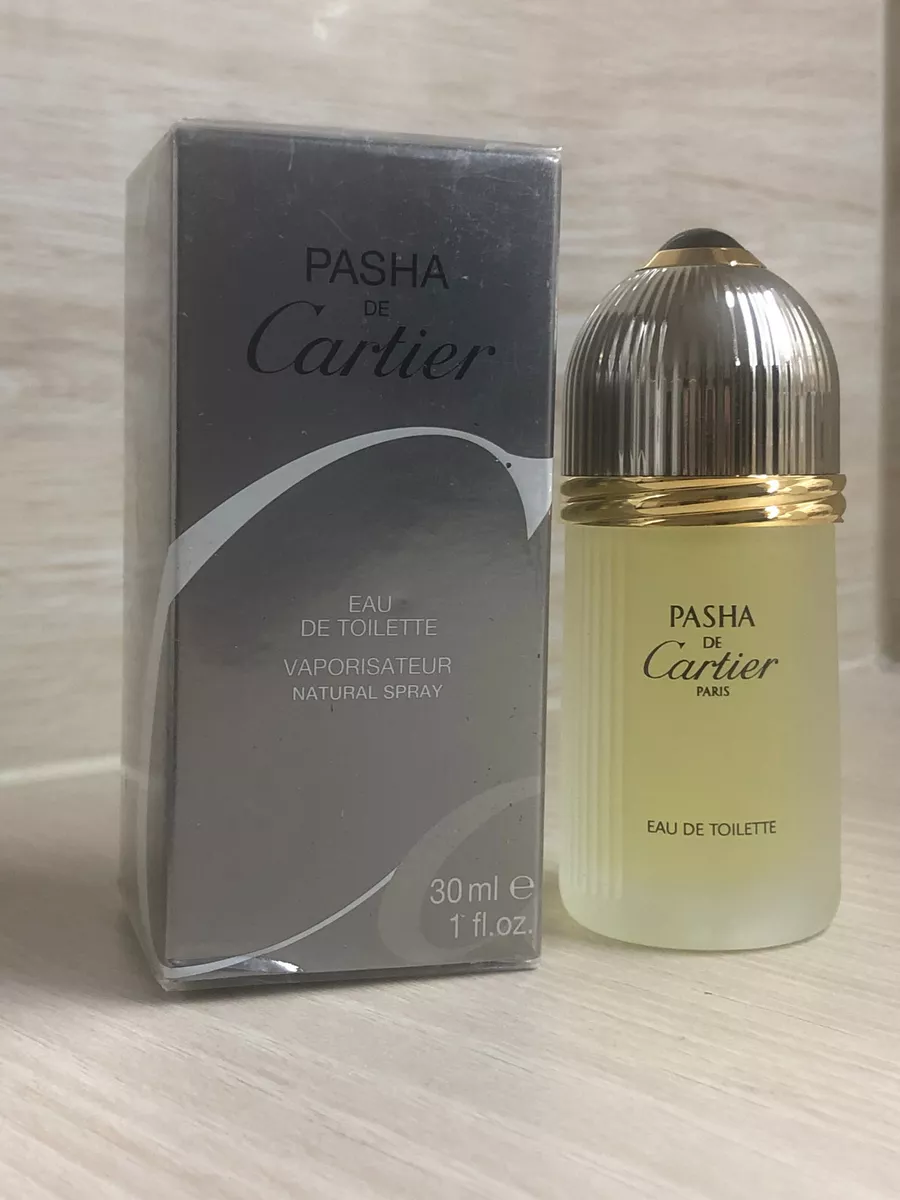 PASHA
DE
Cartier
EAU
DE TOILETTE
VAPORISATEUR
NATURAL SPRAY
30 ml ℮
1 fl.oz.
PASHA
DE
Cartier
PARIS
EAU DE TOILETTE